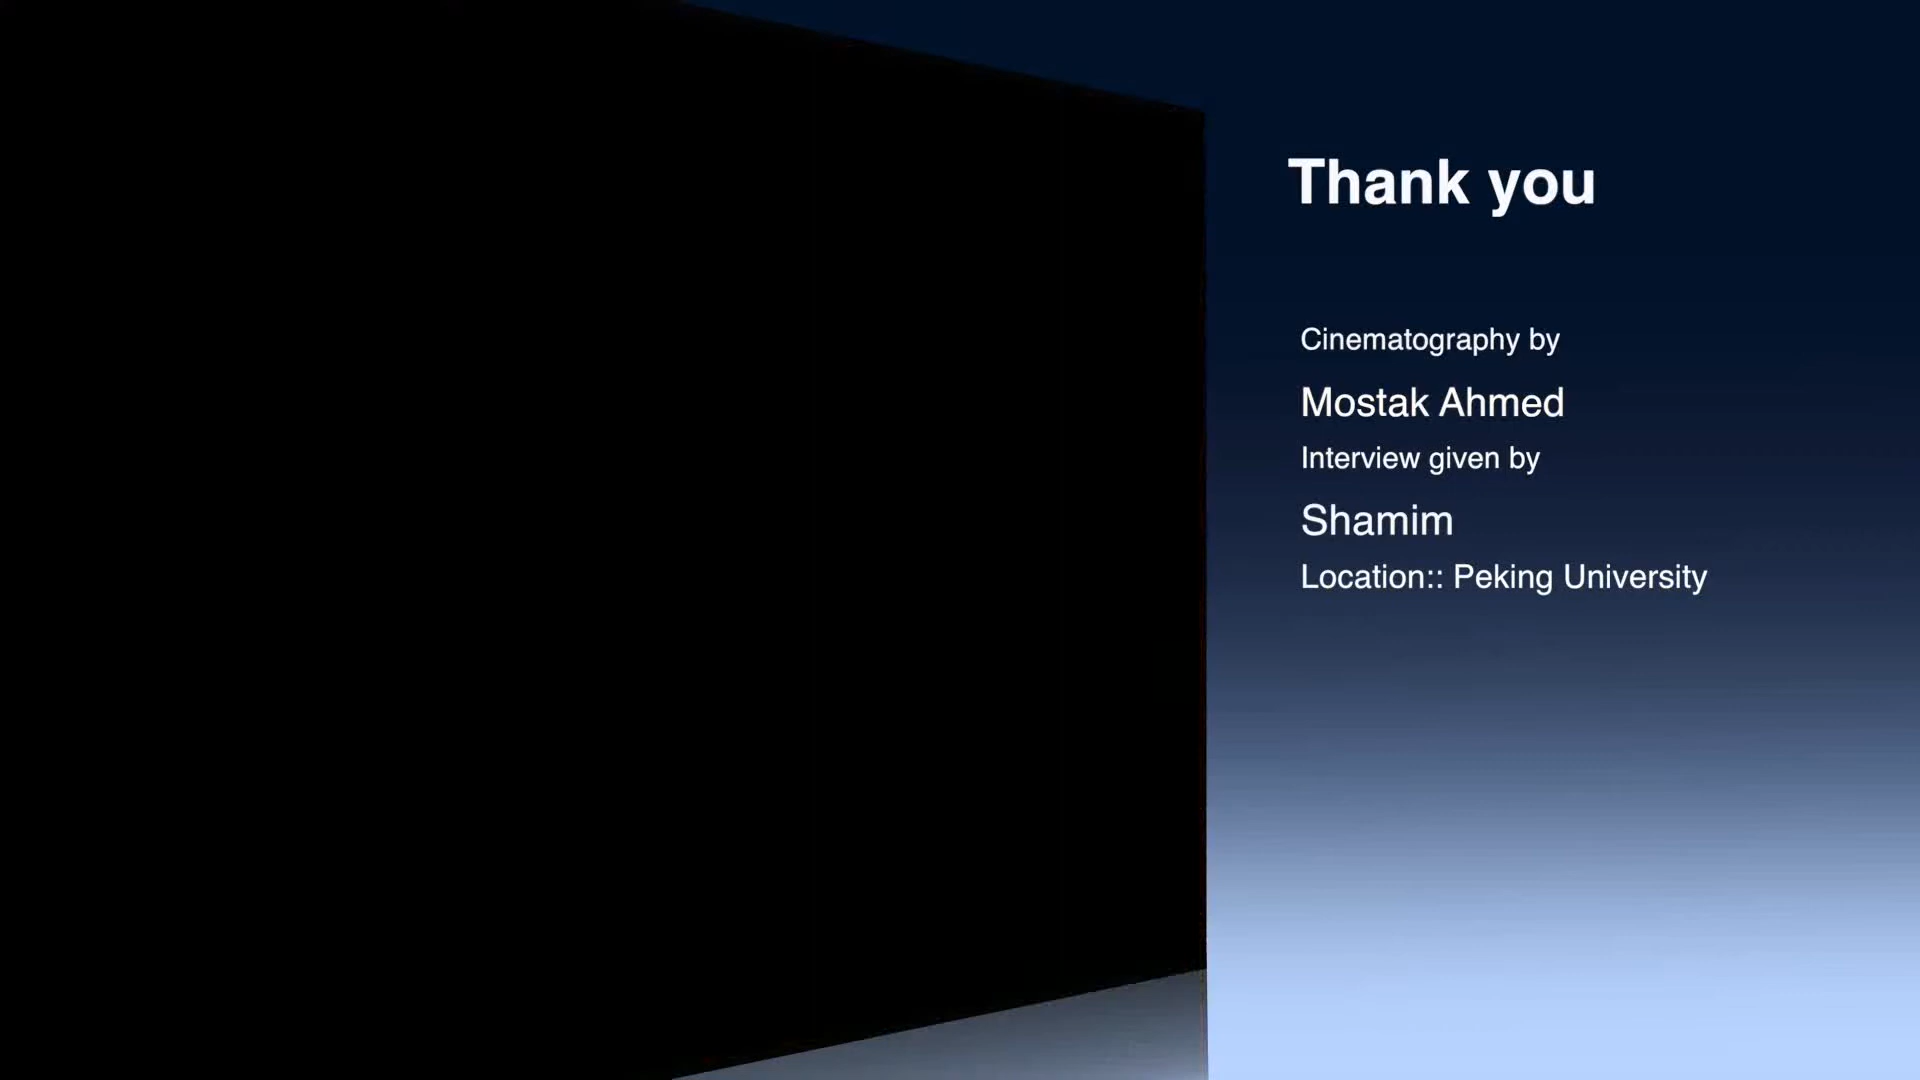 Thank you
Cinematography by
Mostak Ahmed
Interview given by
Shamim
Location:: Peking University